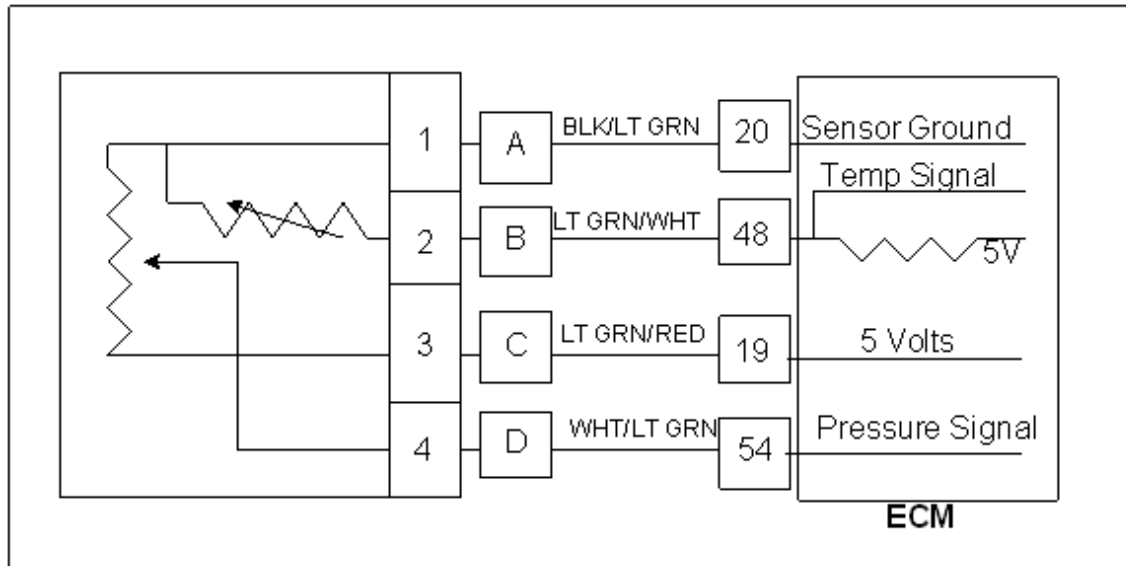 1 A BLK/LT GRN 20 Sensor Ground
Temp Signal
2 B LT GRN/WHT 48 5V
3 C LT GRN/RED 19 5 Volts
4 D WHT/LT GRN 54 Pressure Signal
ECM